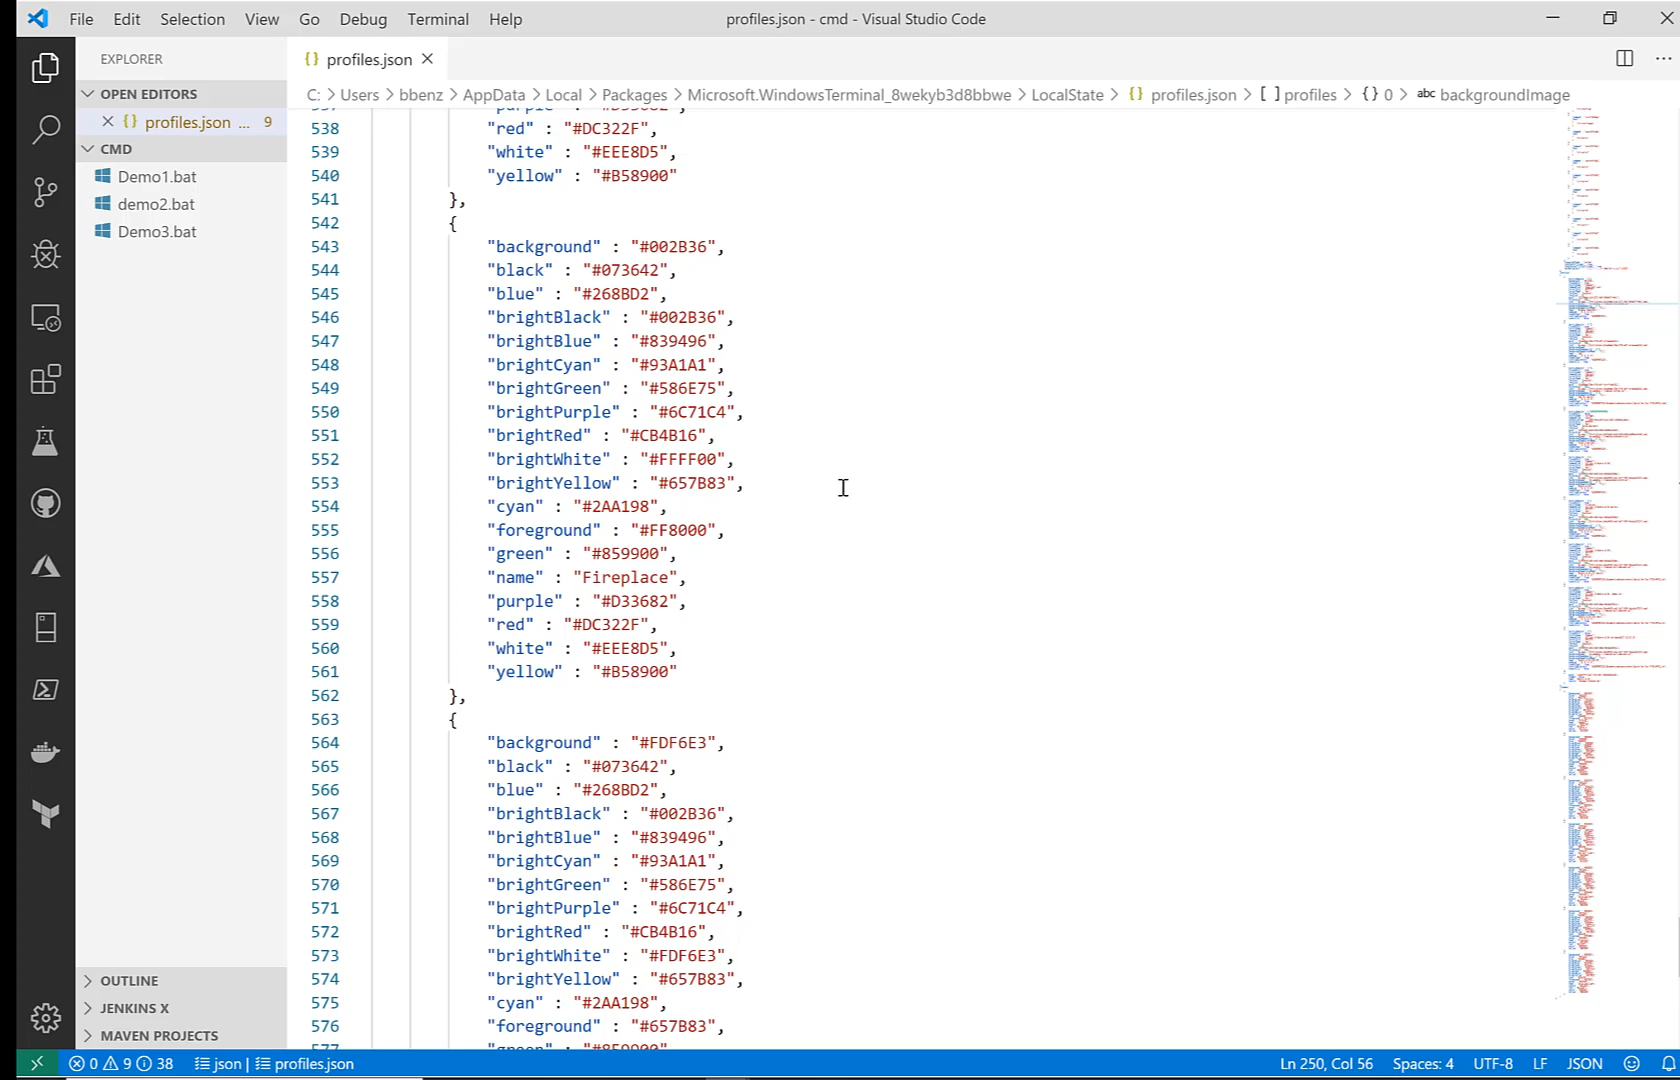 File Edit Selection View Go Debug Terminal Help
profiles.json - cmd - Visual Studio Code
EXPLORER
OPEN EDITORS
{} profiles.json ... 9
CMD
Demo1.bat
demo2.bat
Demo3.bat
OUTLINE
JENKINS X
MAVEN PROJECTS
{} profiles.json
C: > Users > bbenz > AppData > Local > Packages > Microsoft.WindowsTerminal_8wekyb3d8bbwe > LocalState > {} profiles.json > [ ] profiles > {} 0 > abc backgroundImage
538 "red" : "#DC322F",
539 "white" : "#EEE8D5",
540 "yellow" : "#B58900"
541 },
542 {
543 "background" : "#002B36",
544 "black" : "#073642",
545 "blue" : "#268BD2",
546 "brightBlack" : "#002B36",
547 "brightBlue" : "#839496",
548 "brightCyan" : "#93A1A1",
549 "brightGreen" : "#586E75",
550 "brightPurple" : "#6C71C4",
551 "brightRed" : "#CB4B16",
552 "brightWhite" : "#FFFF00",
553 "brightYellow" : "#657B83",
554 "cyan" : "#2AA198",
555 "foreground" : "#FF8000",
556 "green" : "#859900",
557 "name" : "Fireplace",
558 "purple" : "#D33682",
559 "red" : "#DC322F",
560 "white" : "#EEE8D5",
561 "yellow" : "#B58900"
562 },
563 {
564 "background" : "#FDF6E3",
565 "black" : "#073642",
566 "blue" : "#268BD2",
567 "brightBlack" : "#002B36",
568 "brightBlue" : "#839496",
569 "brightCyan" : "#93A1A1",
570 "brightGreen" : "#586E75",
571 "brightPurple" : "#6C71C4",
572 "brightRed" : "#CB4B16",
573 "brightWhite" : "#FDF6E3",
574 "brightYellow" : "#657B83",
575 "cyan" : "#2AA198",
576 "foreground" : "#657B83",
0 9 38 json | profiles.json
Ln 250, Col 56 Spaces: 4 UTF-8 LF JSON